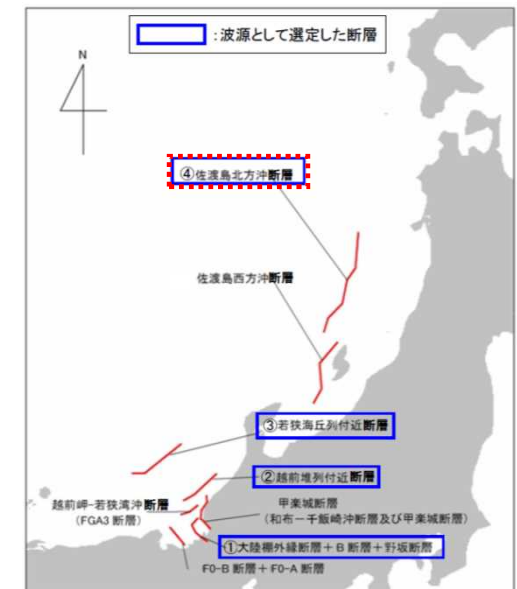 ：波源として選定した断層
N
④佐渡島北方沖断層
佐渡島西方沖断層
③若狭海丘列付近断層
②越前堆列付近断層
越前岬－若狭湾沖断層
（FGA3 断層）
甲楽城断層
（和布－干飯崎沖断層及び甲楽城断層）
①大陸棚外縁断層＋B 断層＋野坂断層
F0-B 断層＋F0-A 断層